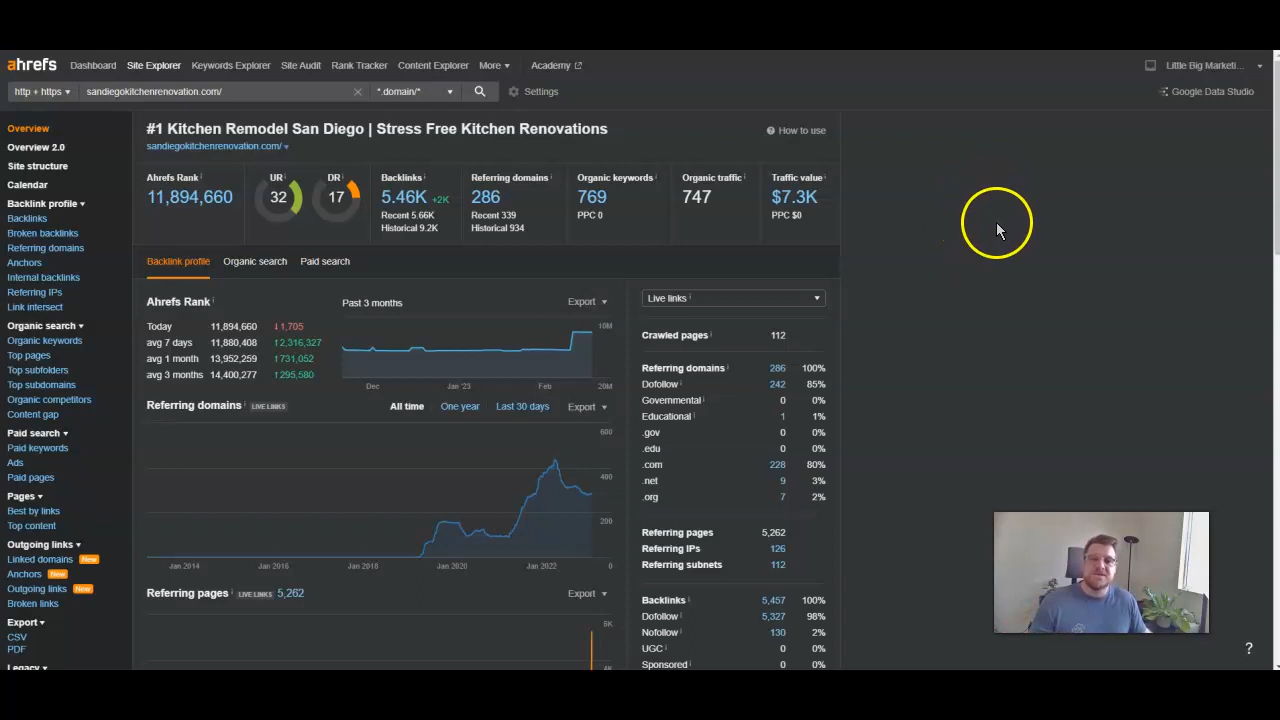 ahrefs Dashboard Site Explorer Keywords Explorer Site Audit Rank Tracker Content Explorer More Academy Little Big Marketi...
http + https sandiegokitchenrenovation.com/ *.domain/* Settings Google Data Studio
Overview
Overview 2.0
Site structure
Calendar
Backlink profile
Backlinks
Broken backlinks
Referring domains
Anchors
Internal backlinks
Referring IPs
Link intersect
Organic search
Organic keywords
Top pages
Top subfolders
Top subdomains
Organic competitors
Content gap
Paid search
Paid keywords
Ads
Paid pages
Pages
Best by links
Top content
Outgoing links
Linked domains New
Anchors New
Outgoing links New
Broken links
Export
CSV
PDF
Legacy
#1 Kitchen Remodel San Diego | Stress Free Kitchen Renovations How to use
sandiegokitchenrenovation.com/
Ahrefs Rank
11,894,660
UR
32
DR
17
Backlinks
5.46K +2K
Recent 5.66K
Historical 9.2K
Referring domains
286
Recent 339
Historical 934
Organic keywords
769
PPC 0
Organic traffic
747
Traffic value
$7.3K
PPC $0
Backlink profile Organic search Paid search
Ahrefs Rank Past 3 months Export
Today 11,894,660 ↓1,705
avg 7 days 11,880,408 ↑2,316,327
avg 1 month 13,952,259 ↑731,052
avg 3 months 14,400,277 ↑295,580
10M
20M
Dec Jan '23 Feb
Referring domains LIVE LINKS All time One year Last 30 days Export
600
400
200
0
Jan 2014 Jan 2016 Jan 2018 Jan 2020 Jan 2022
Referring pages LIVE LINKS 5,262 Export
6K
4K
Live links
Crawled pages 112
Referring domains 286 100%
Dofollow 242 85%
Governmental 0 0%
Educational 1 1%
.gov 0 0%
.edu 0 0%
.com 228 80%
.net 9 3%
.org 7 2%
Referring pages 5,262
Referring IPs 126
Referring subnets 112
Backlinks 5,457 100%
Dofollow 5,327 98%
Nofollow 130 2%
UGC 0 0%
Sponsored 0 0%
?